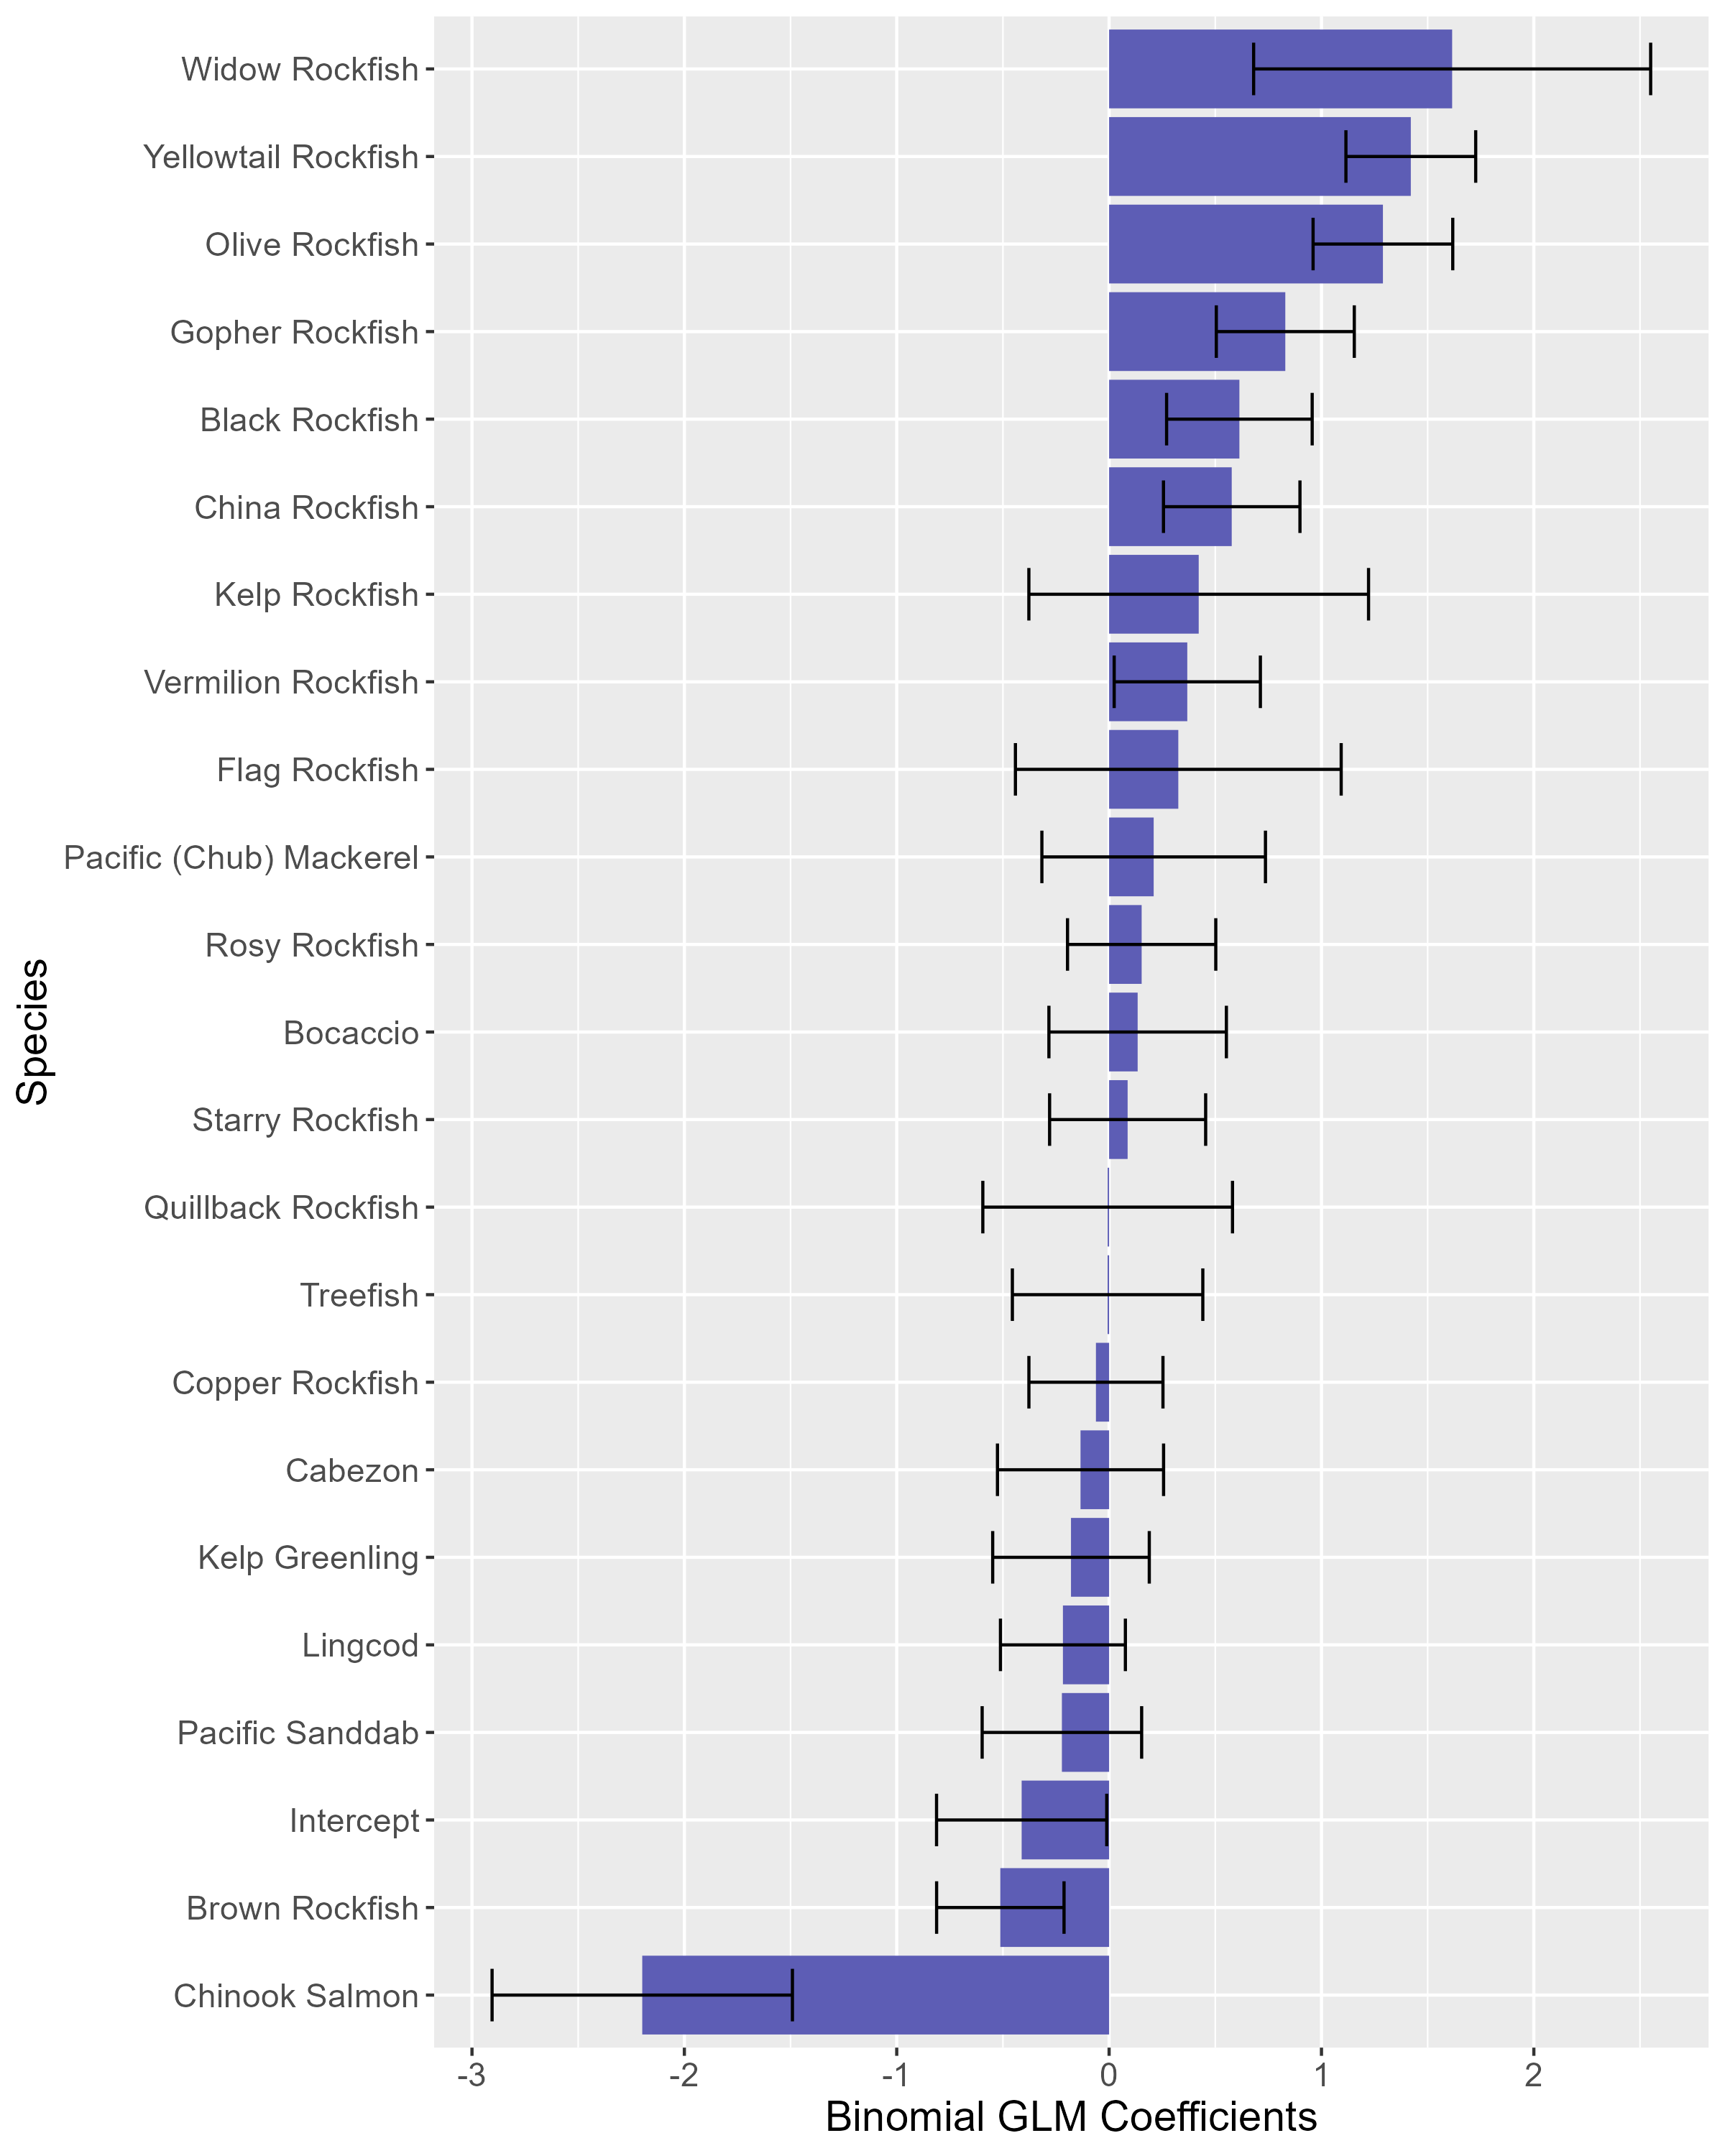 Widow Rockfish
Yellowtail Rockfish
Olive Rockfish
Gopher Rockfish
Black Rockfish
China Rockfish
Kelp Rockfish
Vermilion Rockfish
Flag Rockfish
Pacific (Chub) Mackerel
Rosy Rockfish
Bocaccio
Starry Rockfish
Quillback Rockfish
Treefish
Copper Rockfish
Cabezon
Kelp Greenling
Lingcod
Pacific Sanddab
Intercept
Brown Rockfish
Chinook Salmon
Species
-3 -2 -1 0 1 2
Binomial GLM Coefficients